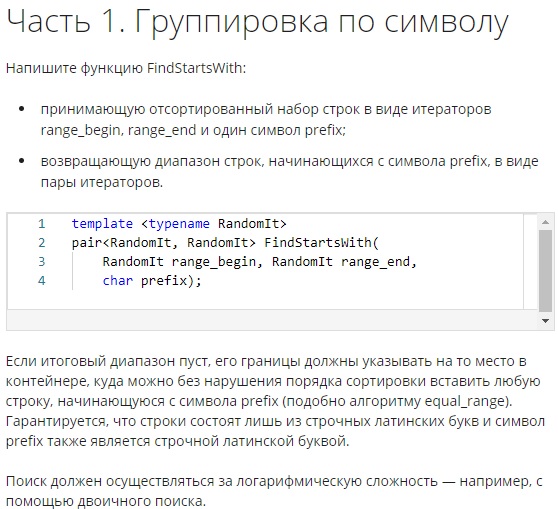 Часть 1. Группировка по символу
Напишите функцию FindStartsWith:
• принимающую отсортированный набор строк в виде итераторов
range_begin, range_end и один символ prefix;
• возвращающую диапазон строк, начинающихся с символа prefix, в виде
пары итераторов.
1 template <typename RandomIt>
2 pair<RandomIt, RandomIt> FindStartsWith(
3     RandomIt range_begin, RandomIt range_end,
4     char prefix);
Если итоговый диапазон пуст, его границы должны указывать на то место в
контейнере, куда можно без нарушения порядка сортировки вставить любую
строку, начинающуюся с символа prefix (подобно алгоритму equal_range).
Гарантируется, что строки состоят лишь из строчных латинских букв и символ
prefix также является строчной латинской буквой.
Поиск должен осуществляться за логарифмическую сложность — например, с
помощью двоичного поиска.